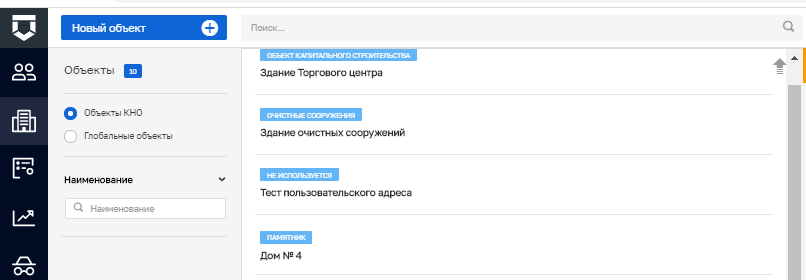 Новый объект
Поиск...
Объекты 10
Объекты КНО
Глобальные объекты
Наименование
Наименование
ОБЪЕКТ КАПИТАЛЬНОГО СТРОИТЕЛЬСТВА
Здание Торгового центра
ОЧИСТНЫЕ СООРУЖЕНИЯ
Здание очистных сооружений
НЕ ИСПОЛЬЗУЕТСЯ
Тест пользовательского адреса
ПАМЯТНИК
Дом № 4